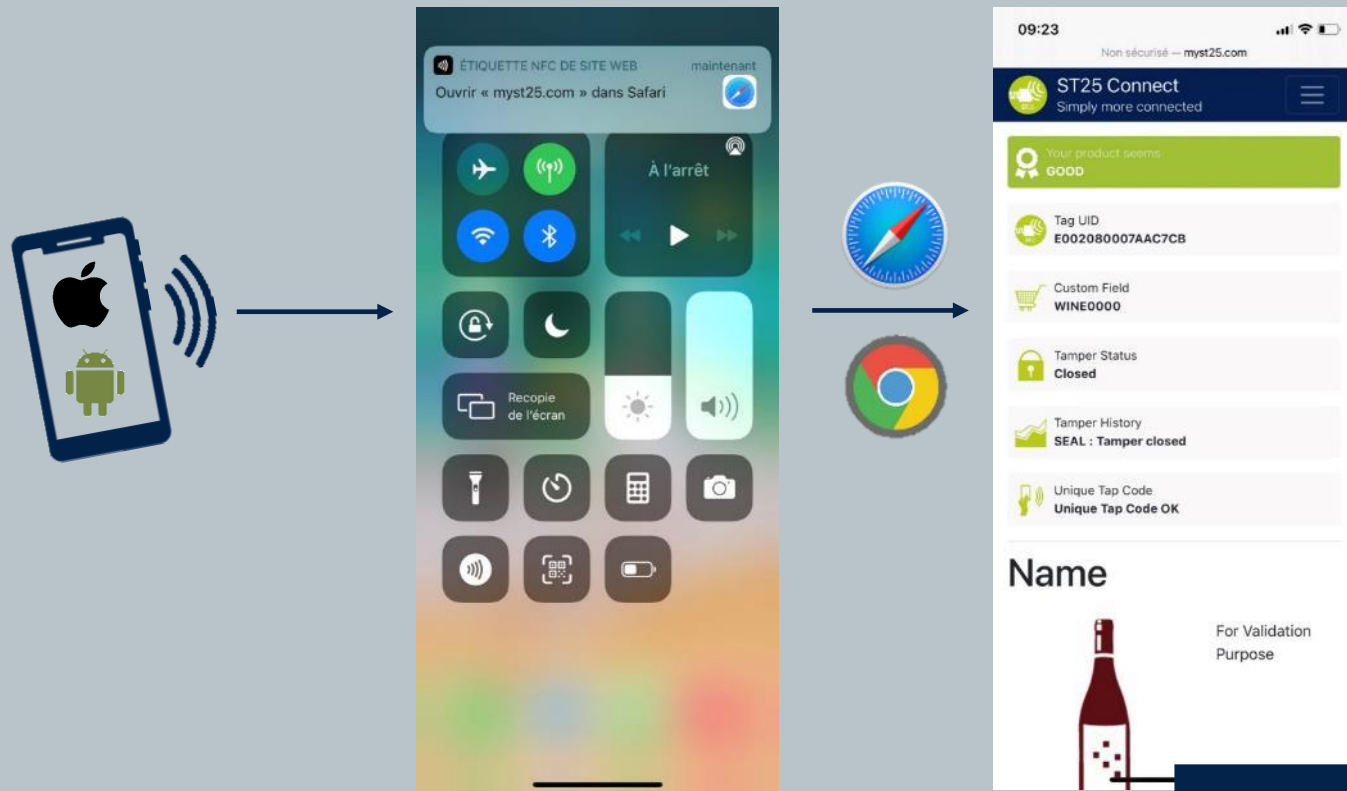 ÉTIQUETTE NFC DE SITE WEB
maintenant
Ouvrir « myst25.com » dans Safari
À l'arrêt
Recopie
de l'écran
09:23
Non sécurisé — myst25.com
ST25 Connect
Simply more connected
Your product seems
GOOD
Tag UID
E002080007AAC7CB
Custom Field
WINE0000
Tamper Status
Closed
Tamper History
SEAL : Tamper closed
Unique Tap Code
Unique Tap Code OK
Name
For Validation
Purpose